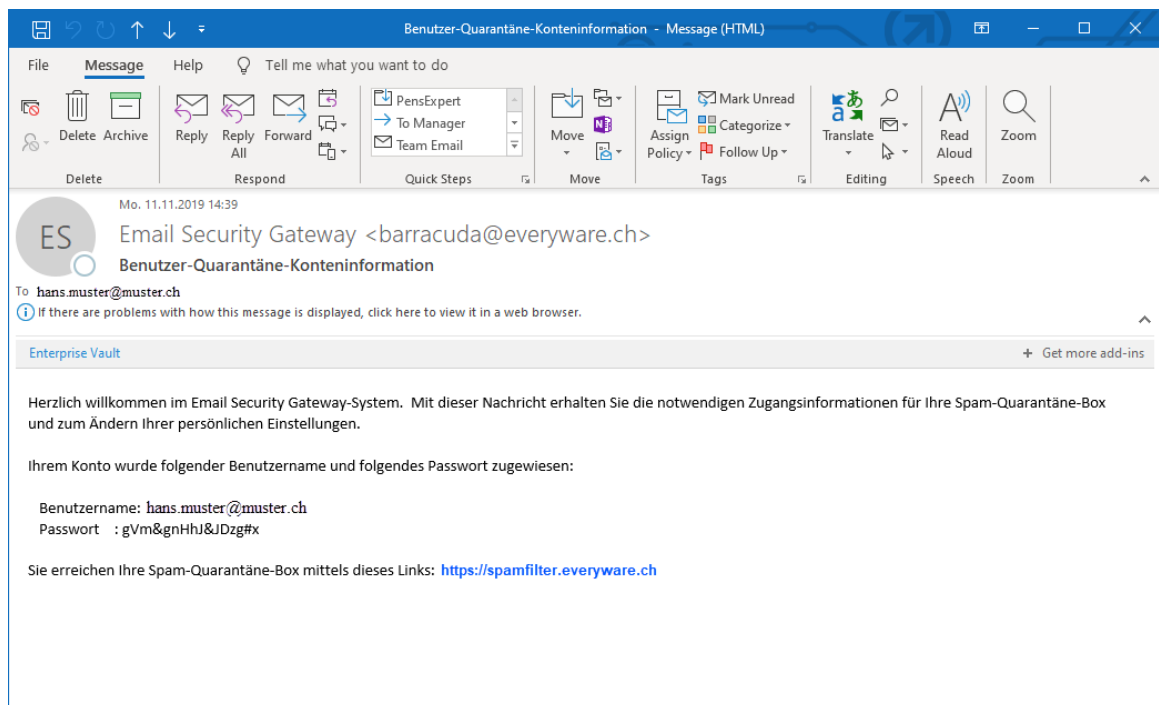 Benutzer-Quarantäne-Konteninformation - Message (HTML)
File Message Help Tell me what you want to do
Delete Archive
Reply Reply All Forward
PensExpert
To Manager
Team Email
Move
Assign Policy
Mark Unread
Categorize
Follow Up
Translate
Read Aloud
Zoom
Delete Respond Quick Steps Move Tags Editing Speech Zoom
Mo. 11.11.2019 14:39
ES
Email Security Gateway <barracuda@everyware.ch>
Benutzer-Quarantäne-Konteninformation
To hans.muster@muster.ch
If there are problems with how this message is displayed, click here to view it in a web browser.
Enterprise Vault + Get more add-ins
Herzlich willkommen im Email Security Gateway-System. Mit dieser Nachricht erhalten Sie die notwendigen Zugangsinformationen für Ihre Spam-Quarantäne-Box
und zum Ändern Ihrer persönlichen Einstellungen.
Ihrem Konto wurde folgender Benutzername und folgendes Passwort zugewiesen:
Benutzername: hans.muster@muster.ch
Passwort : gVm&gnHhJ&JDzg#x
Sie erreichen Ihre Spam-Quarantäne-Box mittels dieses Links: https://spamfilter.everyware.ch